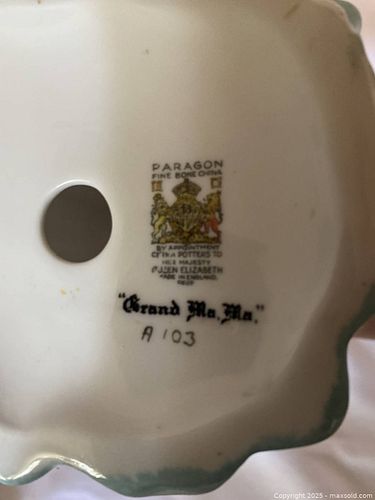 PARAGON
FINE BONE CHINA
BY APPOINTMENT
CHINA POTTERS TO
HER MAJESTY
QUEEN ELIZABETH
MADE IN ENGLAND.
REGD
"Grand Ma. Ma."
A 103
Copyright 2025 - maxsold.com